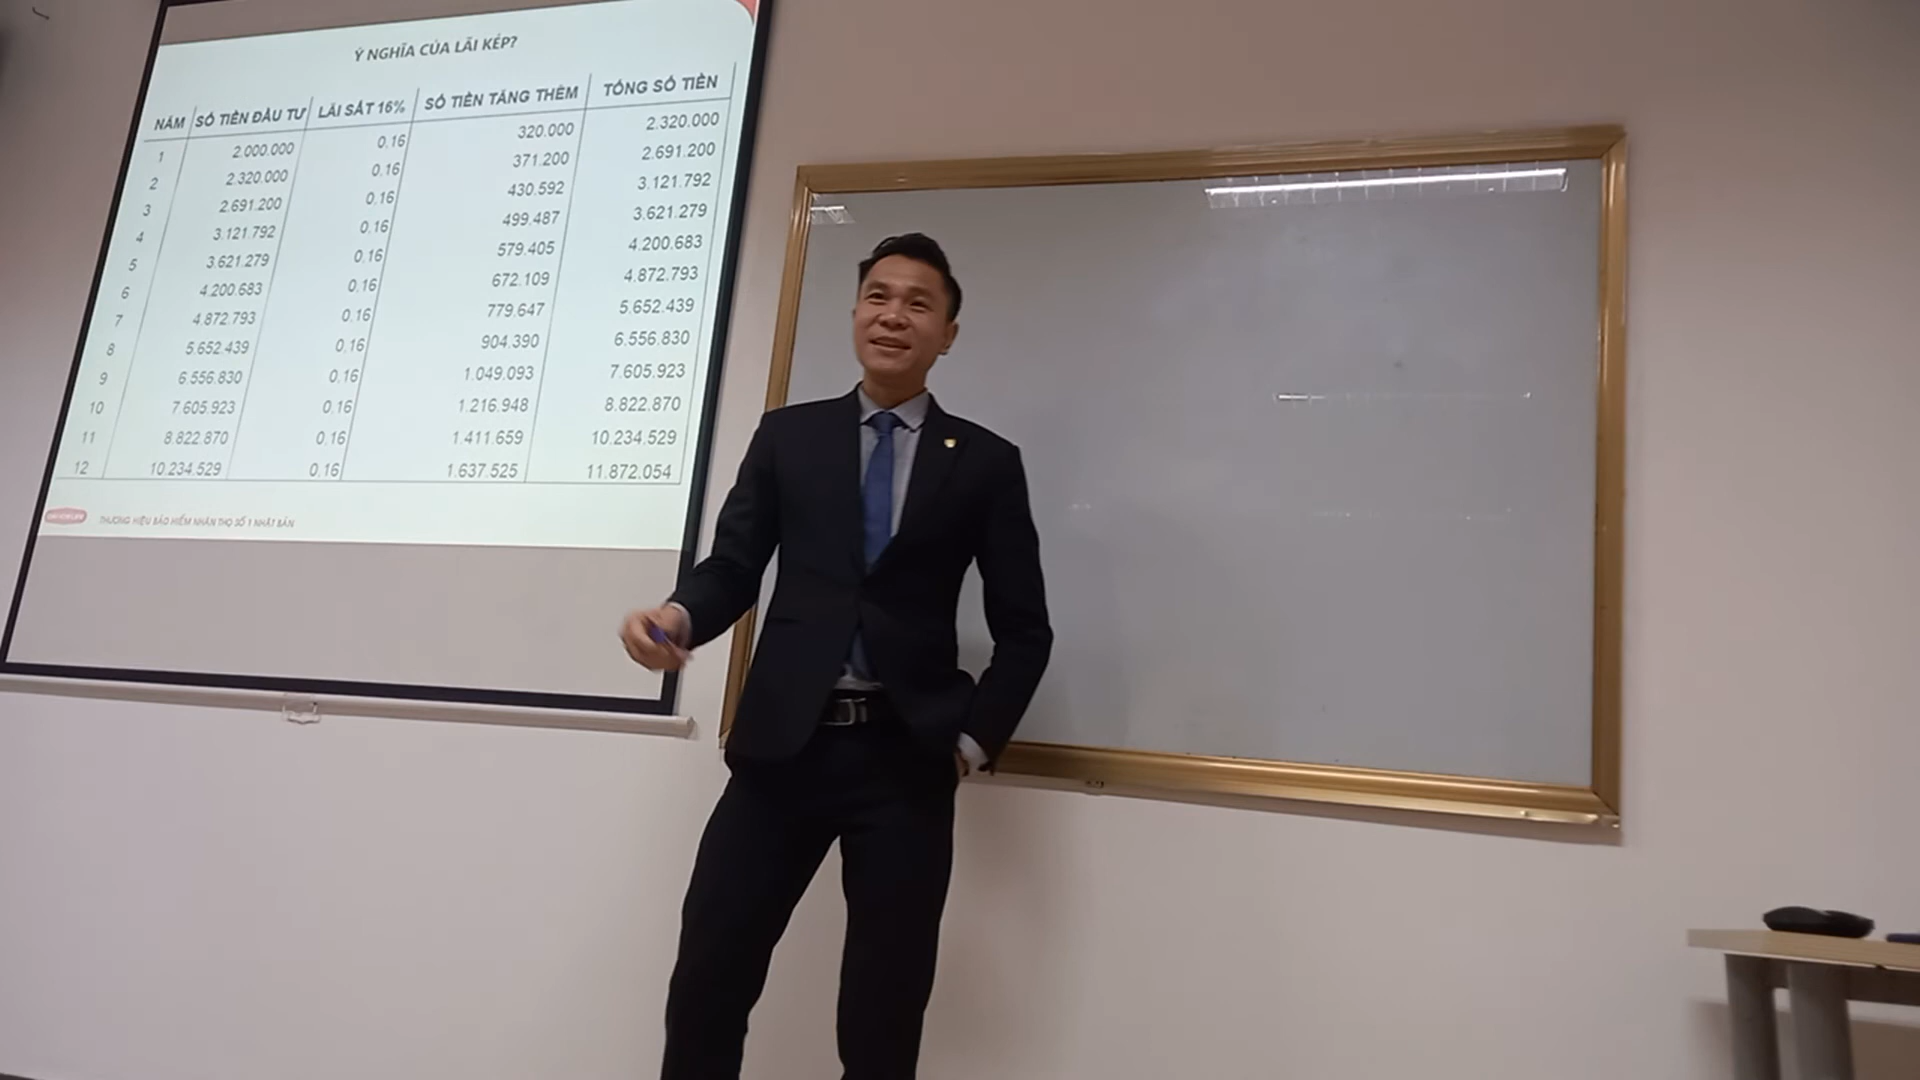 Ý NGHĨA CỦA LÃI KÉP?
NĂM SỐ TIỀN ĐẦU TƯ LÃI SẤT 16% SỐ TIỀN TĂNG THÊM TỔNG SỐ TIỀN
1 2.000.000 0,16 320.000 2.320.000
2 2.320.000 0,16 371.200 2.691.200
3 2.691.200 0,16 430.592 3.121.792
4 3.121.792 0,16 499.487 3.621.279
5 3.621.279 0,16 579.405 4.200.683
6 4.200.683 0,16 672.109 4.872.793
7 4.872.793 0,16 779.647 5.652.439
8 5.652.439 0,16 904.390 6.556.830
9 6.556.830 0,16 1.049.093 7.605.923
10 7.605.923 0,16 1.216.948 8.822.870
11 8.822.870 0,16 1.411.659 10.234.529
12 10.234.529 0,16 1.637.525 11.872.054
THƯƠNG HIỆU BẢO HIỂM NHÂN THỌ SỐ 1 NHẬT BẢN